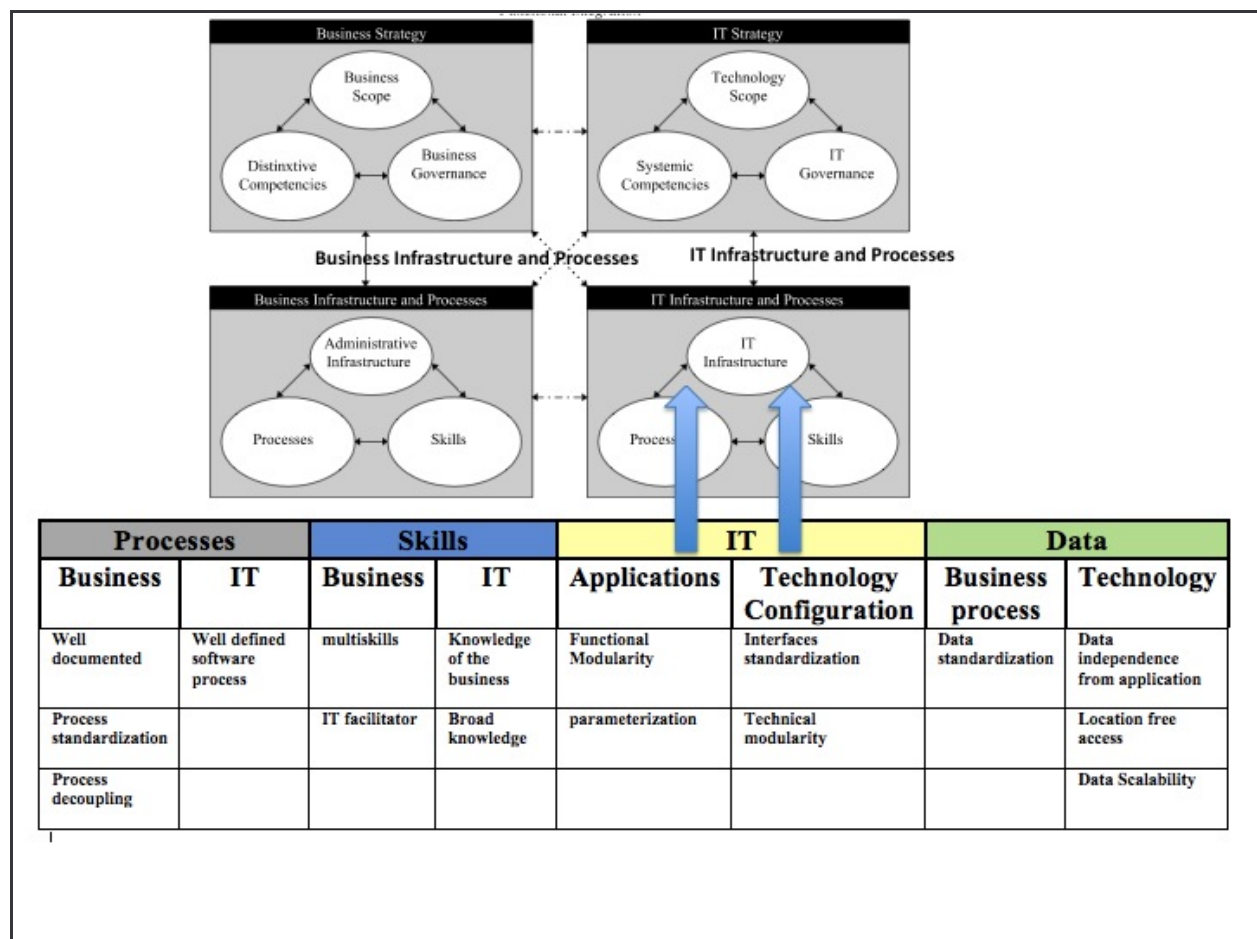 Business Strategy
IT Strategy
Business
Scope
Technology
Scope
Distinxtive
Competencies
Business
Governance
Systemic
Competencies
IT
Governance
Business Infrastructure and Processes
IT Infrastructure and Processes
Business Infrastructure and Processes
IT Infrastructure and Processes
Administrative
Infrastructure
IT
Infrastructure
Processes
Skills
Process
Skills
Processes
Skills
IT
Data
Business
IT
Business
IT
Applications
Technology
Configuration
Business
process
Technology
Well
documented
Well defined
software
process
multiskills
Knowledge
of the
business
Functional
Modularity
Interfaces
standardization
Data
standardization
Data
independence
from application
Process
standardization
IT facilitator
Broad
knowledge
parameterization
Technical
modularity
Location free
access
Process
decoupling
Data Scalability